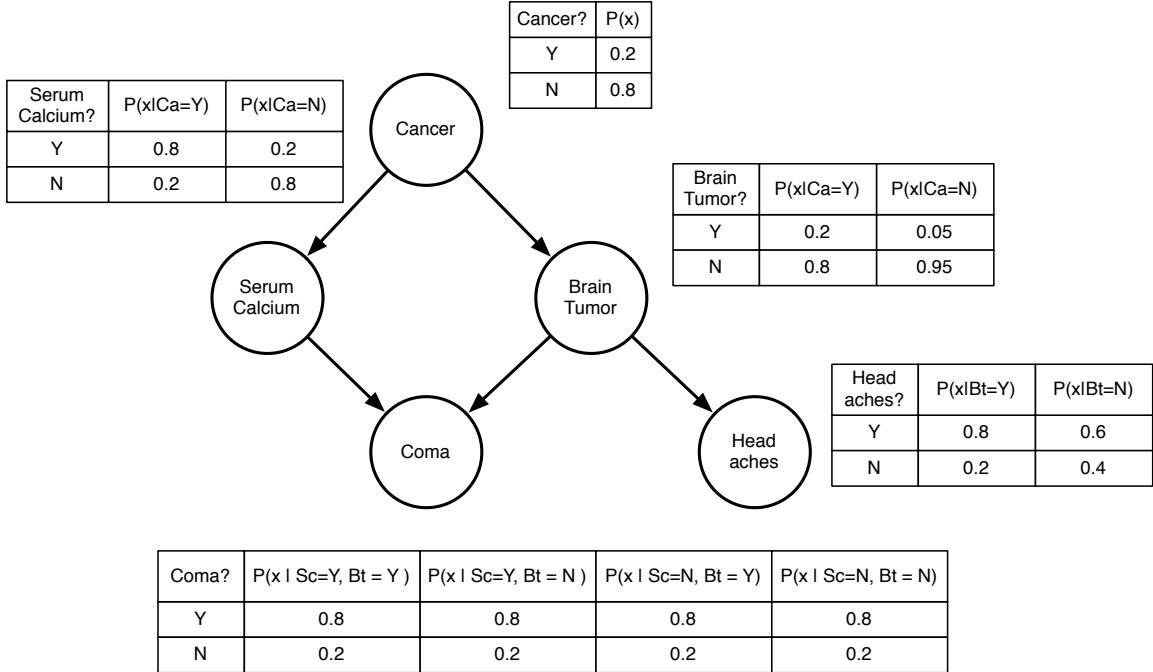 Cancer? P(x)
Y 0.2
N 0.8
Serum
Calcium? P(x|Ca=Y) P(x|Ca=N)
Y 0.8 0.2
N 0.2 0.8
Cancer
Brain
Tumor? P(x|Ca=Y) P(x|Ca=N)
Y 0.2 0.05
N 0.8 0.95
Serum
Calcium
Brain
Tumor
Head
aches? P(x|Bt=Y) P(x|Bt=N)
Y 0.8 0.6
N 0.2 0.4
Coma
Head
aches
Coma? P(x | Sc=Y, Bt = Y ) P(x | Sc=Y, Bt = N ) P(x | Sc=N, Bt = Y) P(x | Sc=N, Bt = N)
Y 0.8 0.8 0.8 0.8
N 0.2 0.2 0.2 0.2